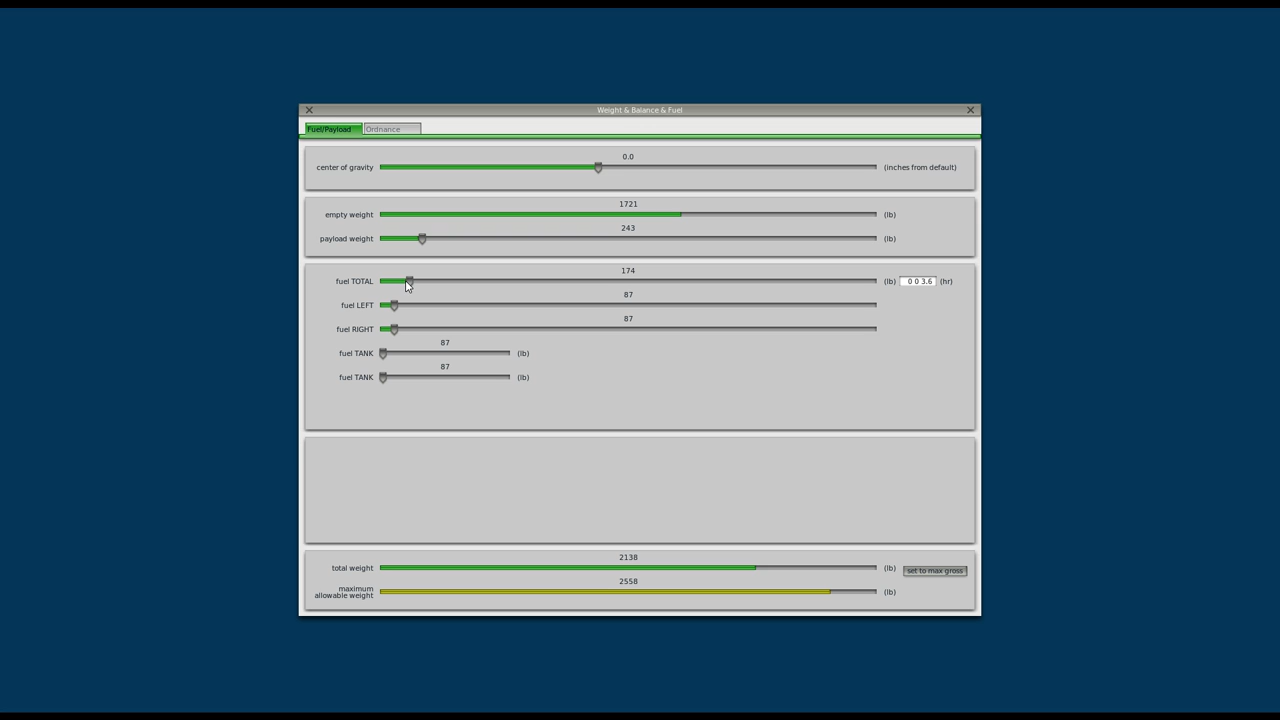 Weight & Balance & Fuel
Fuel/Payload Ordnance
0.0
center of gravity (inches from default)
1721
empty weight (lb)
243
payload weight (lb)
174
fuel TOTAL (lb) 0 0 3.6 (hr)
87
fuel LEFT
87
fuel RIGHT
87
fuel TANK (lb)
87
fuel TANK (lb)
2138
total weight (lb) set to max gross
2558
maximum
allowable weight (lb)